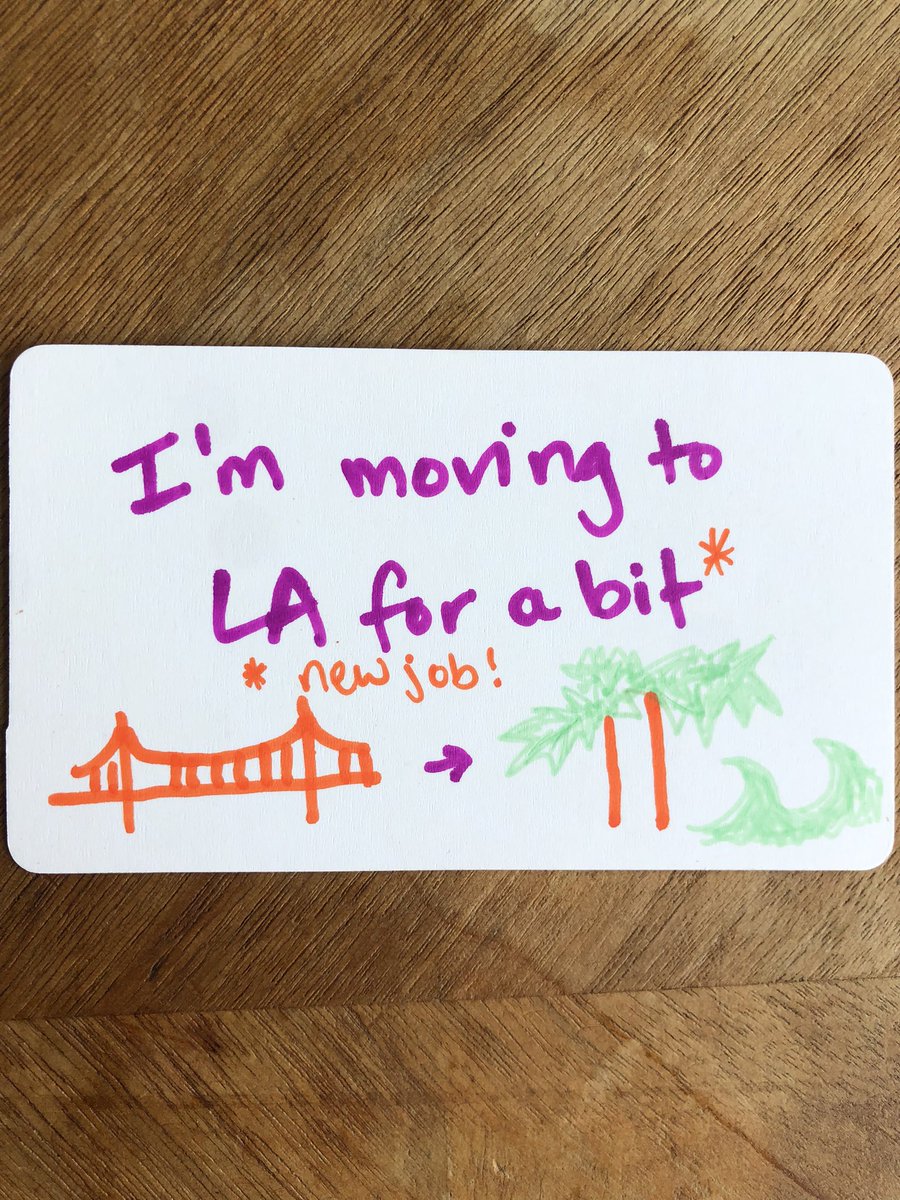 I'm moving to
LA for a bit*
* new job!